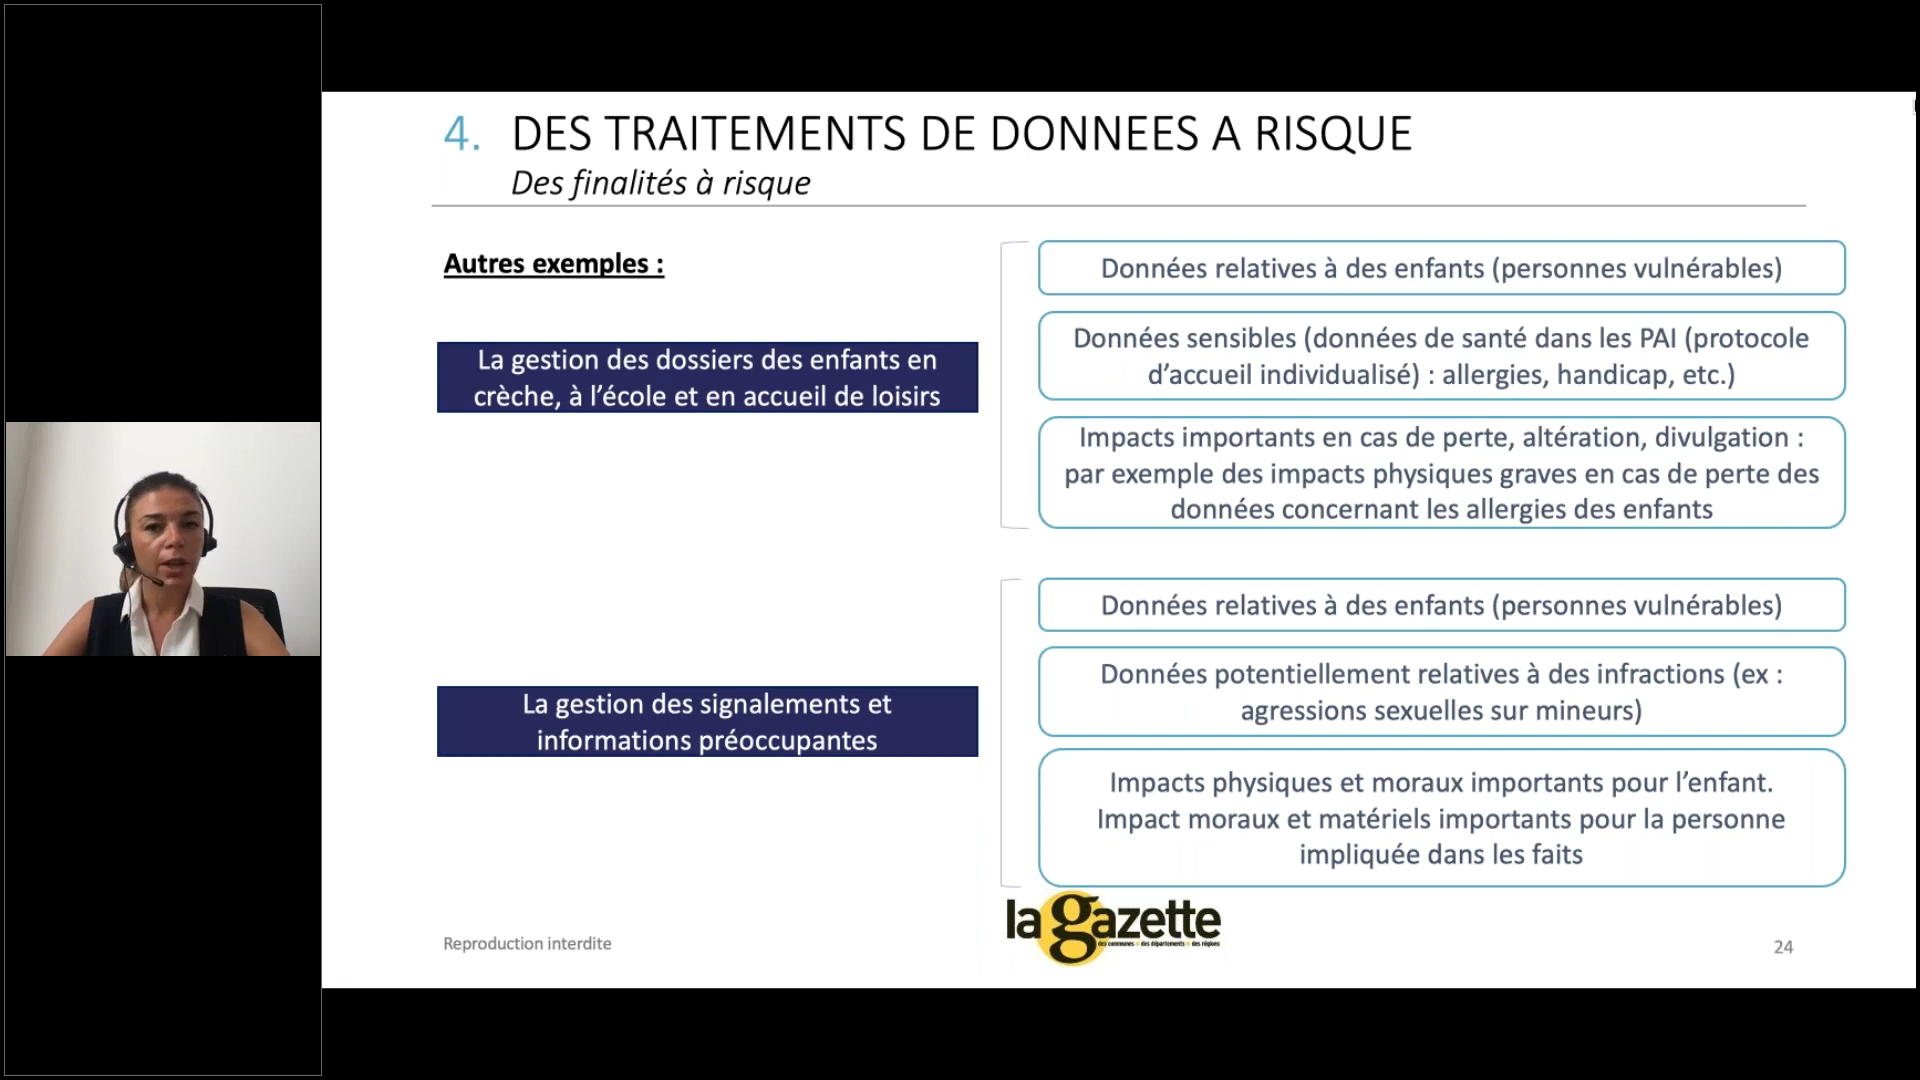 4. DES TRAITEMENTS DE DONNEES A RISQUE
Des finalités à risque
Autres exemples :
La gestion des dossiers des enfants en
crèche, à l’école et en accueil de loisirs
Données relatives à des enfants (personnes vulnérables)
Données sensibles (données de santé dans les PAI (protocole
d’accueil individualisé) : allergies, handicap, etc.)
Impacts importants en cas de perte, altération, divulgation :
par exemple des impacts physiques graves en cas de perte des
données concernant les allergies des enfants
La gestion des signalements et
informations préoccupantes
Données relatives à des enfants (personnes vulnérables)
Données potentiellement relatives à des infractions (ex :
agressions sexuelles sur mineurs)
Impacts physiques et moraux importants pour l’enfant.
Impact moraux et matériels importants pour la personne
impliquée dans les faits
Reproduction interdite
la gazette
des communes des départements des régions
24